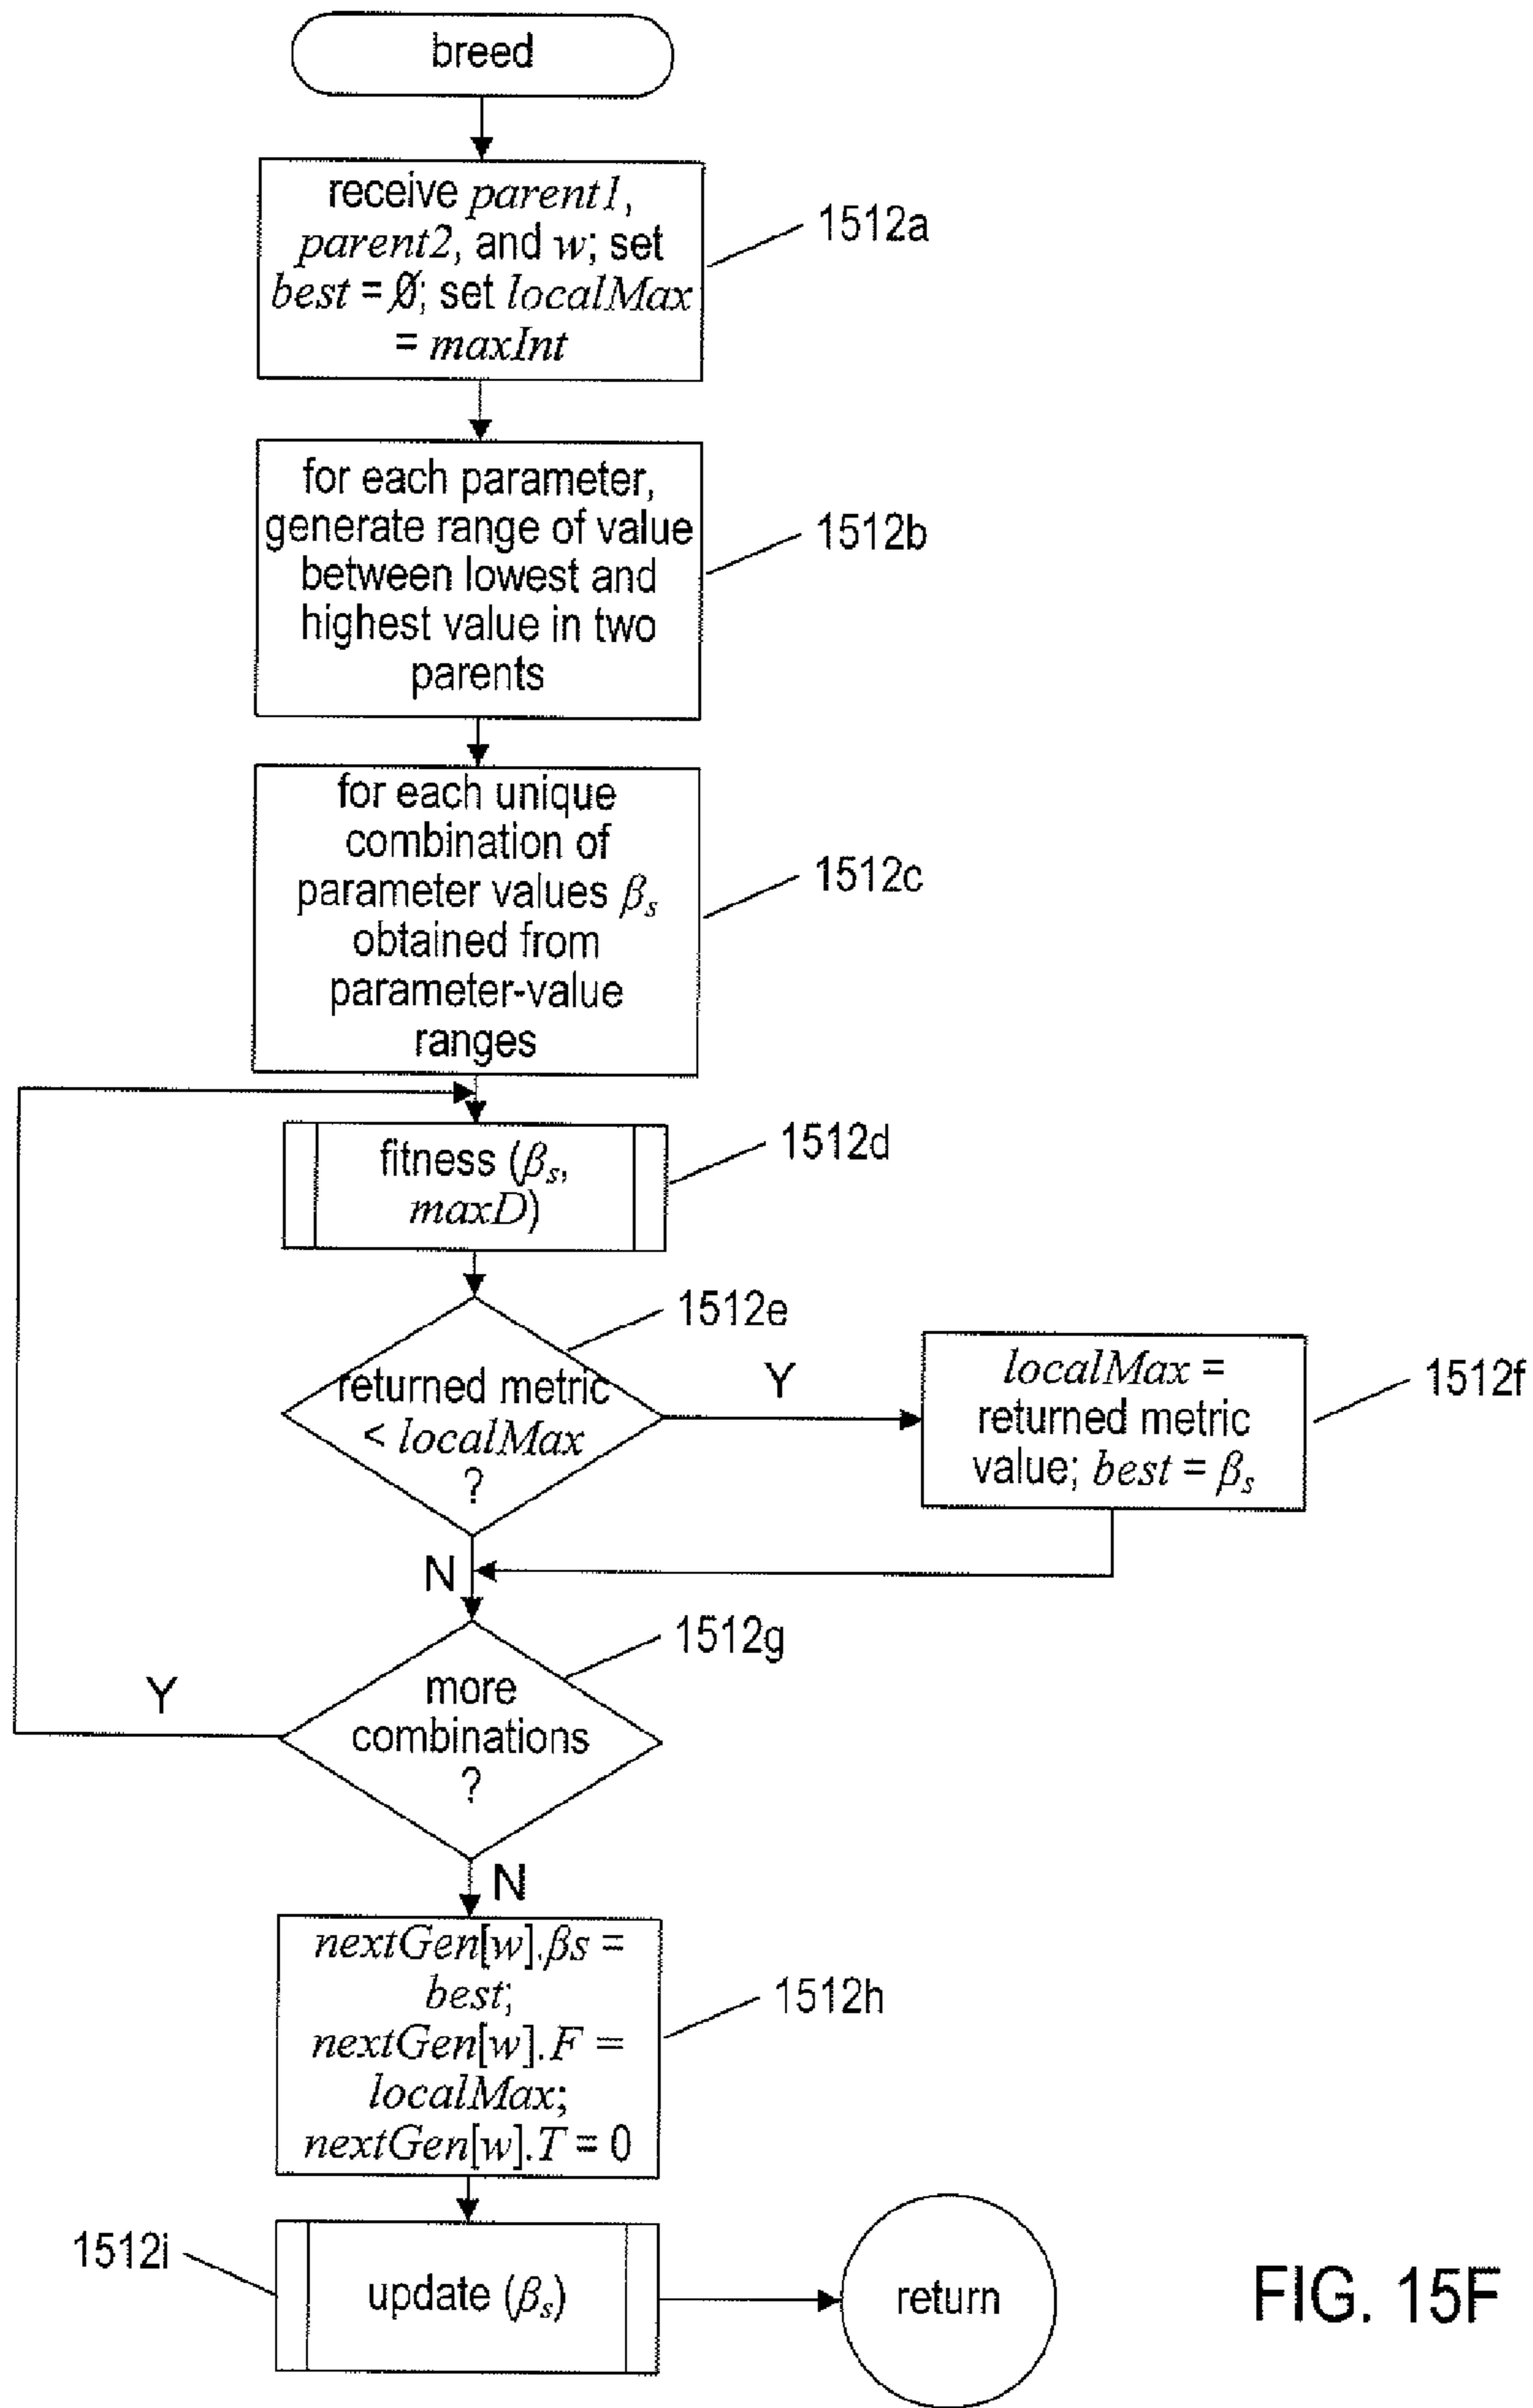 breed
receive parent1,
parent2, and w; set
best = Ø; set localMax
= maxInt
1512a
for each parameter,
generate range of value
between lowest and
highest value in two
parents
1512b
for each unique
combination of
parameter values βs
obtained from
parameter-value
ranges
1512c
fitness (βs,
maxD)
1512d
returned metric
< localMax
?
1512e
Y
localMax =
returned metric
value; best = βs
1512f
N
more
combinations
?
1512g
Y
N
nextGen[w].βs =
best;
nextGen[w].F =
localMax;
nextGen[w].T = 0
1512h
1512i
update (βs)
return
FIG. 15F